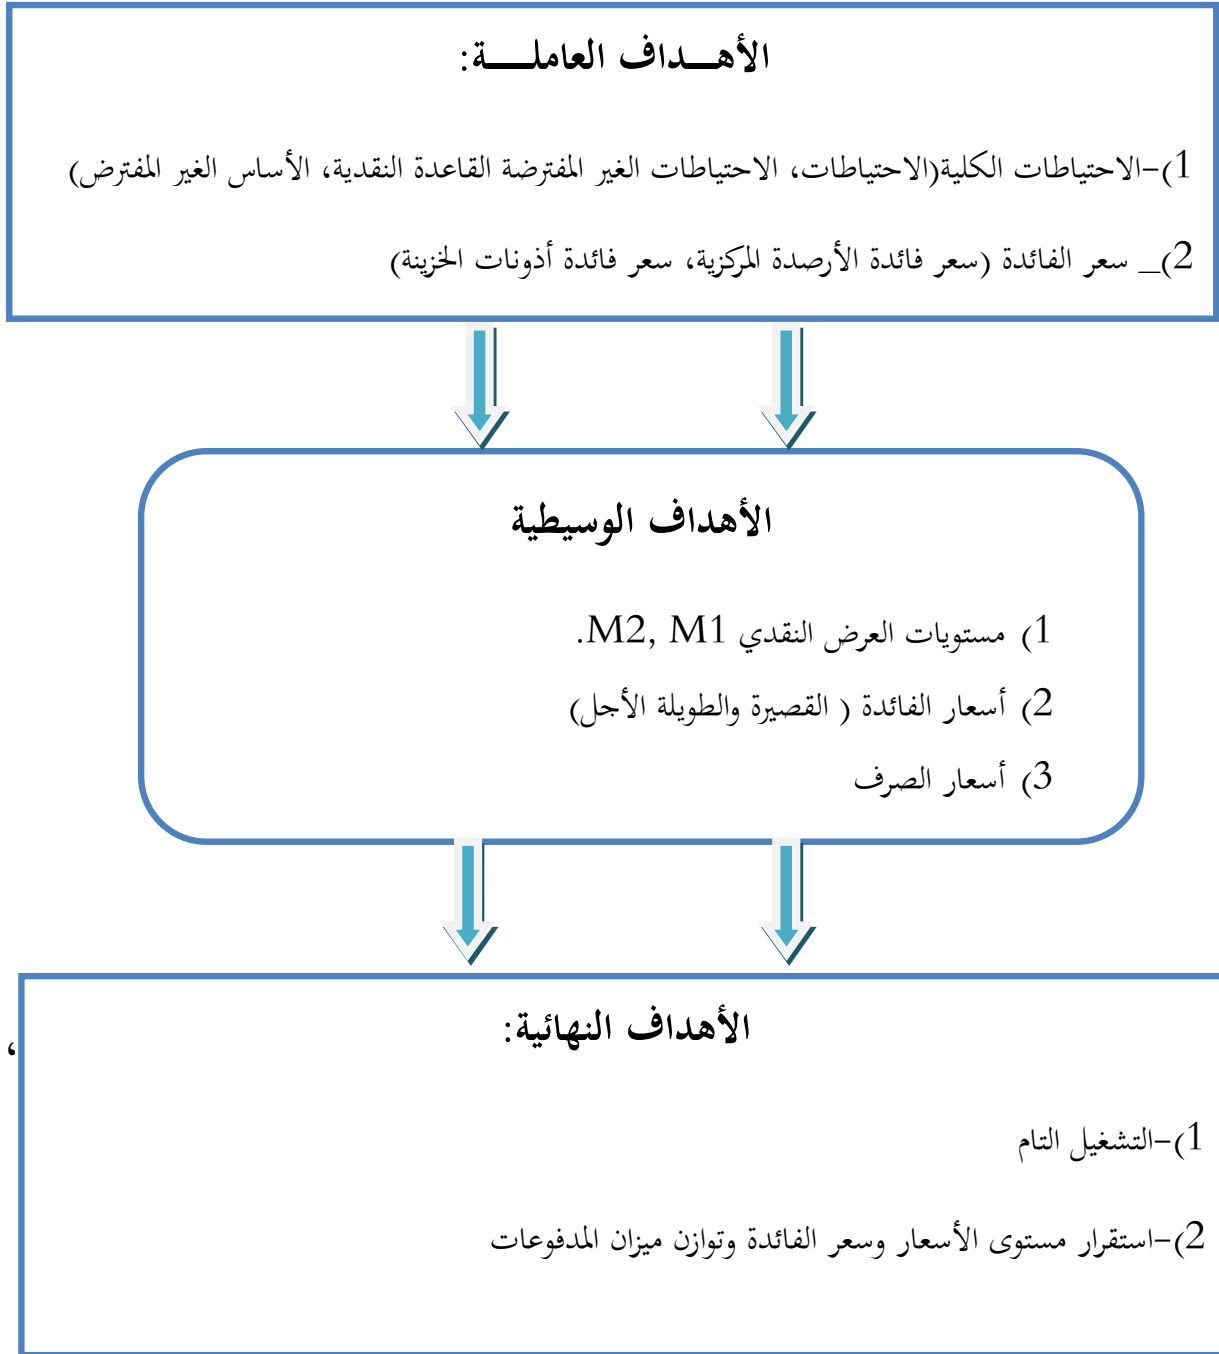 الأهــداف العاملــــة:
1)-الاحتياطات الكلية(الاحتياطات، الاحتياطات الغير المفترضة القاعدة النقدية، الأساس الغير المفترض)
2)_ سعر الفائدة (سعر فائدة الأرصدة المركزية، سعر فائدة أذونات الخزينة)
الأهداف الوسيطية
1) مستويات العرض النقدي M2, M1.
2) أسعار الفائدة ( القصيرة والطويلة الأجل)
3) أسعار الصرف
الأهداف النهائية:
،
1)-التشغيل التام
2)-استقرار مستوى الأسعار وسعر الفائدة وتوازن ميزان المدفوعات